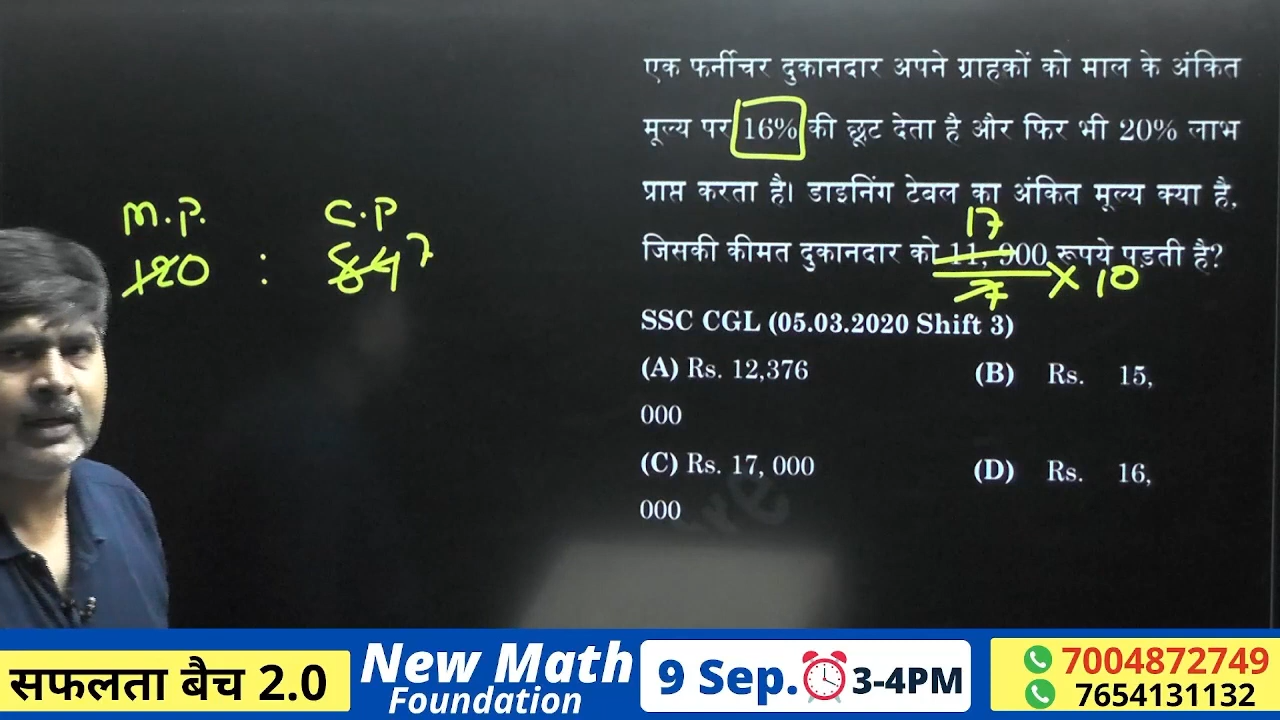 एक फर्नीचर दुकानदार अपने ग्राहकों को माल के अंकित
मूल्य पर 16% की छूट देता है और फिर भी 20% लाभ
प्राप्त करता है। डाइनिंग टेबल का अंकित मूल्य क्या है,
17
जिसकी कीमत दुकानदार को 11, 900 रूपये पड़ती है?
7 × 10
M.P. C.P
120 : 84 7
SSC CGL (05.03.2020 Shift 3)
(A) Rs. 12,376 (B) Rs. 15,
000
(C) Rs. 17, 000 (D) Rs. 16,
000
सफलता बैच 2.0
New Math
Foundation
9 Sep. 3-4PM
7004872749
7654131132